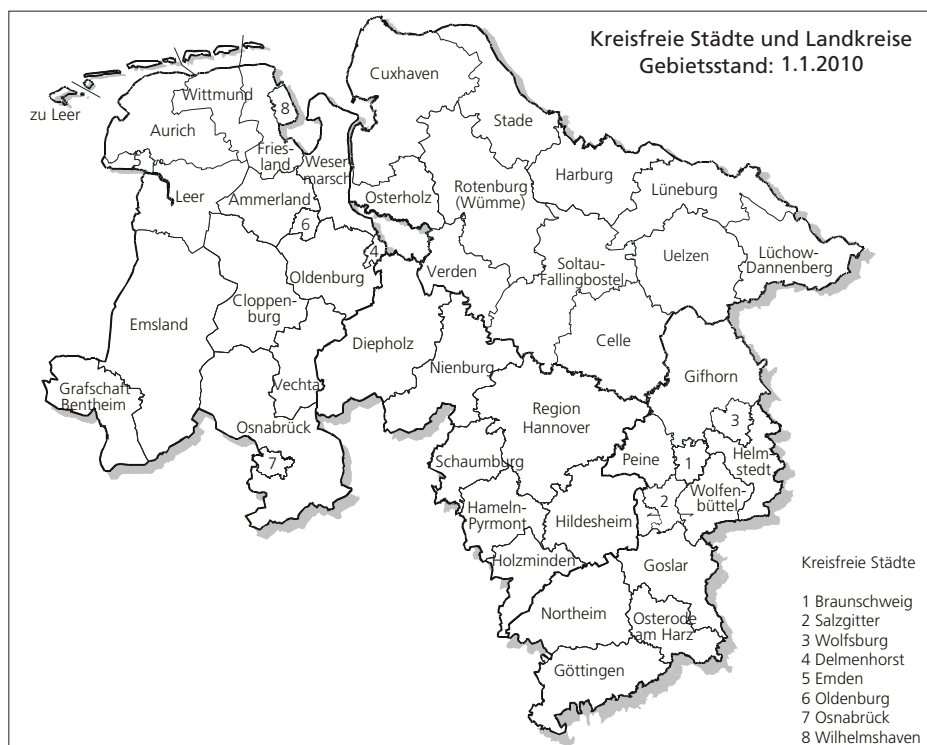 Kreisfreie Städte und Landkreise
Gebietsstand: 1.1.2010
zu Leer
Cuxhaven
Wittmund
8
Aurich
Stade
Fries-
land
Weser-
marsch
5
Harburg
Leer
Ammerland
Osterholz
Rotenburg
(Wümme)
Lüneburg
6
4
Oldenburg
Verden
Soltau-
Fallingbostel
Uelzen
Lüchow-
Dannenberg
Cloppen-
burg
Emsland
Diepholz
Celle
Nienburg
Gifhorn
Grafschaft
Bentheim
Vechta
Region
Hannover
Osnabrück
3
7
Schaumburg
Peine
1
Helm-
stedt
2
Wolfen-
büttel
Hameln-
Pyrmont
Hildesheim
Holzminden
Goslar
Northeim
Osterode
am Harz
Göttingen
Kreisfreie Städte
1 Braunschweig
2 Salzgitter
3 Wolfsburg
4 Delmenhorst
5 Emden
6 Oldenburg
7 Osnabrück
8 Wilhelmshaven